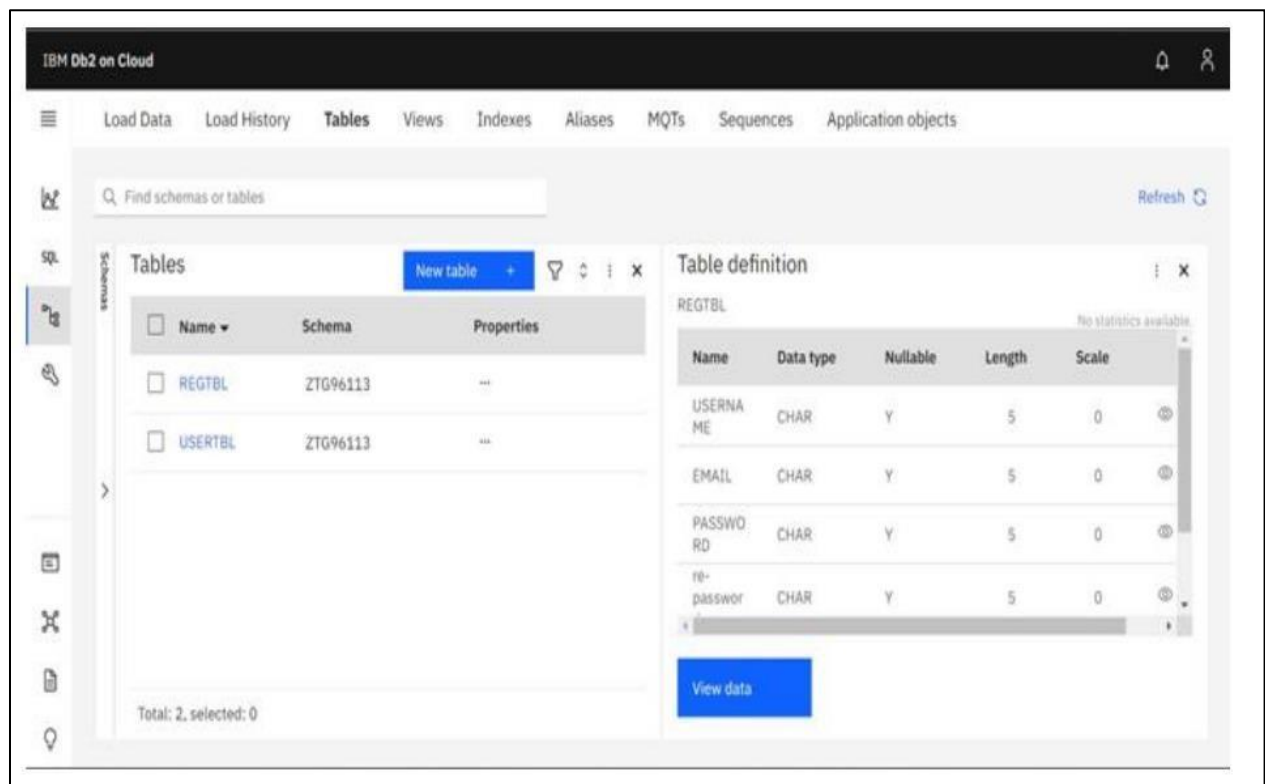 IBM Db2 on Cloud
Load Data Load History Tables Views Indexes Aliases MQTs Sequences Application objects
Find schemas or tables
Refresh
SQL
Schemas
Tables
New table +
Name Schema Properties
REGTBL ZTG96113 ...
USERTBL ZTG96113 ...
Total: 2, selected: 0
Table definition
REGTBL
No statistics available.
Name Data type Nullable Length Scale
USERNA
ME CHAR Y 5 0
EMAIL CHAR Y 5 0
PASSWO
RD CHAR Y 5 0
re-
passwor CHAR Y 5 0
View data